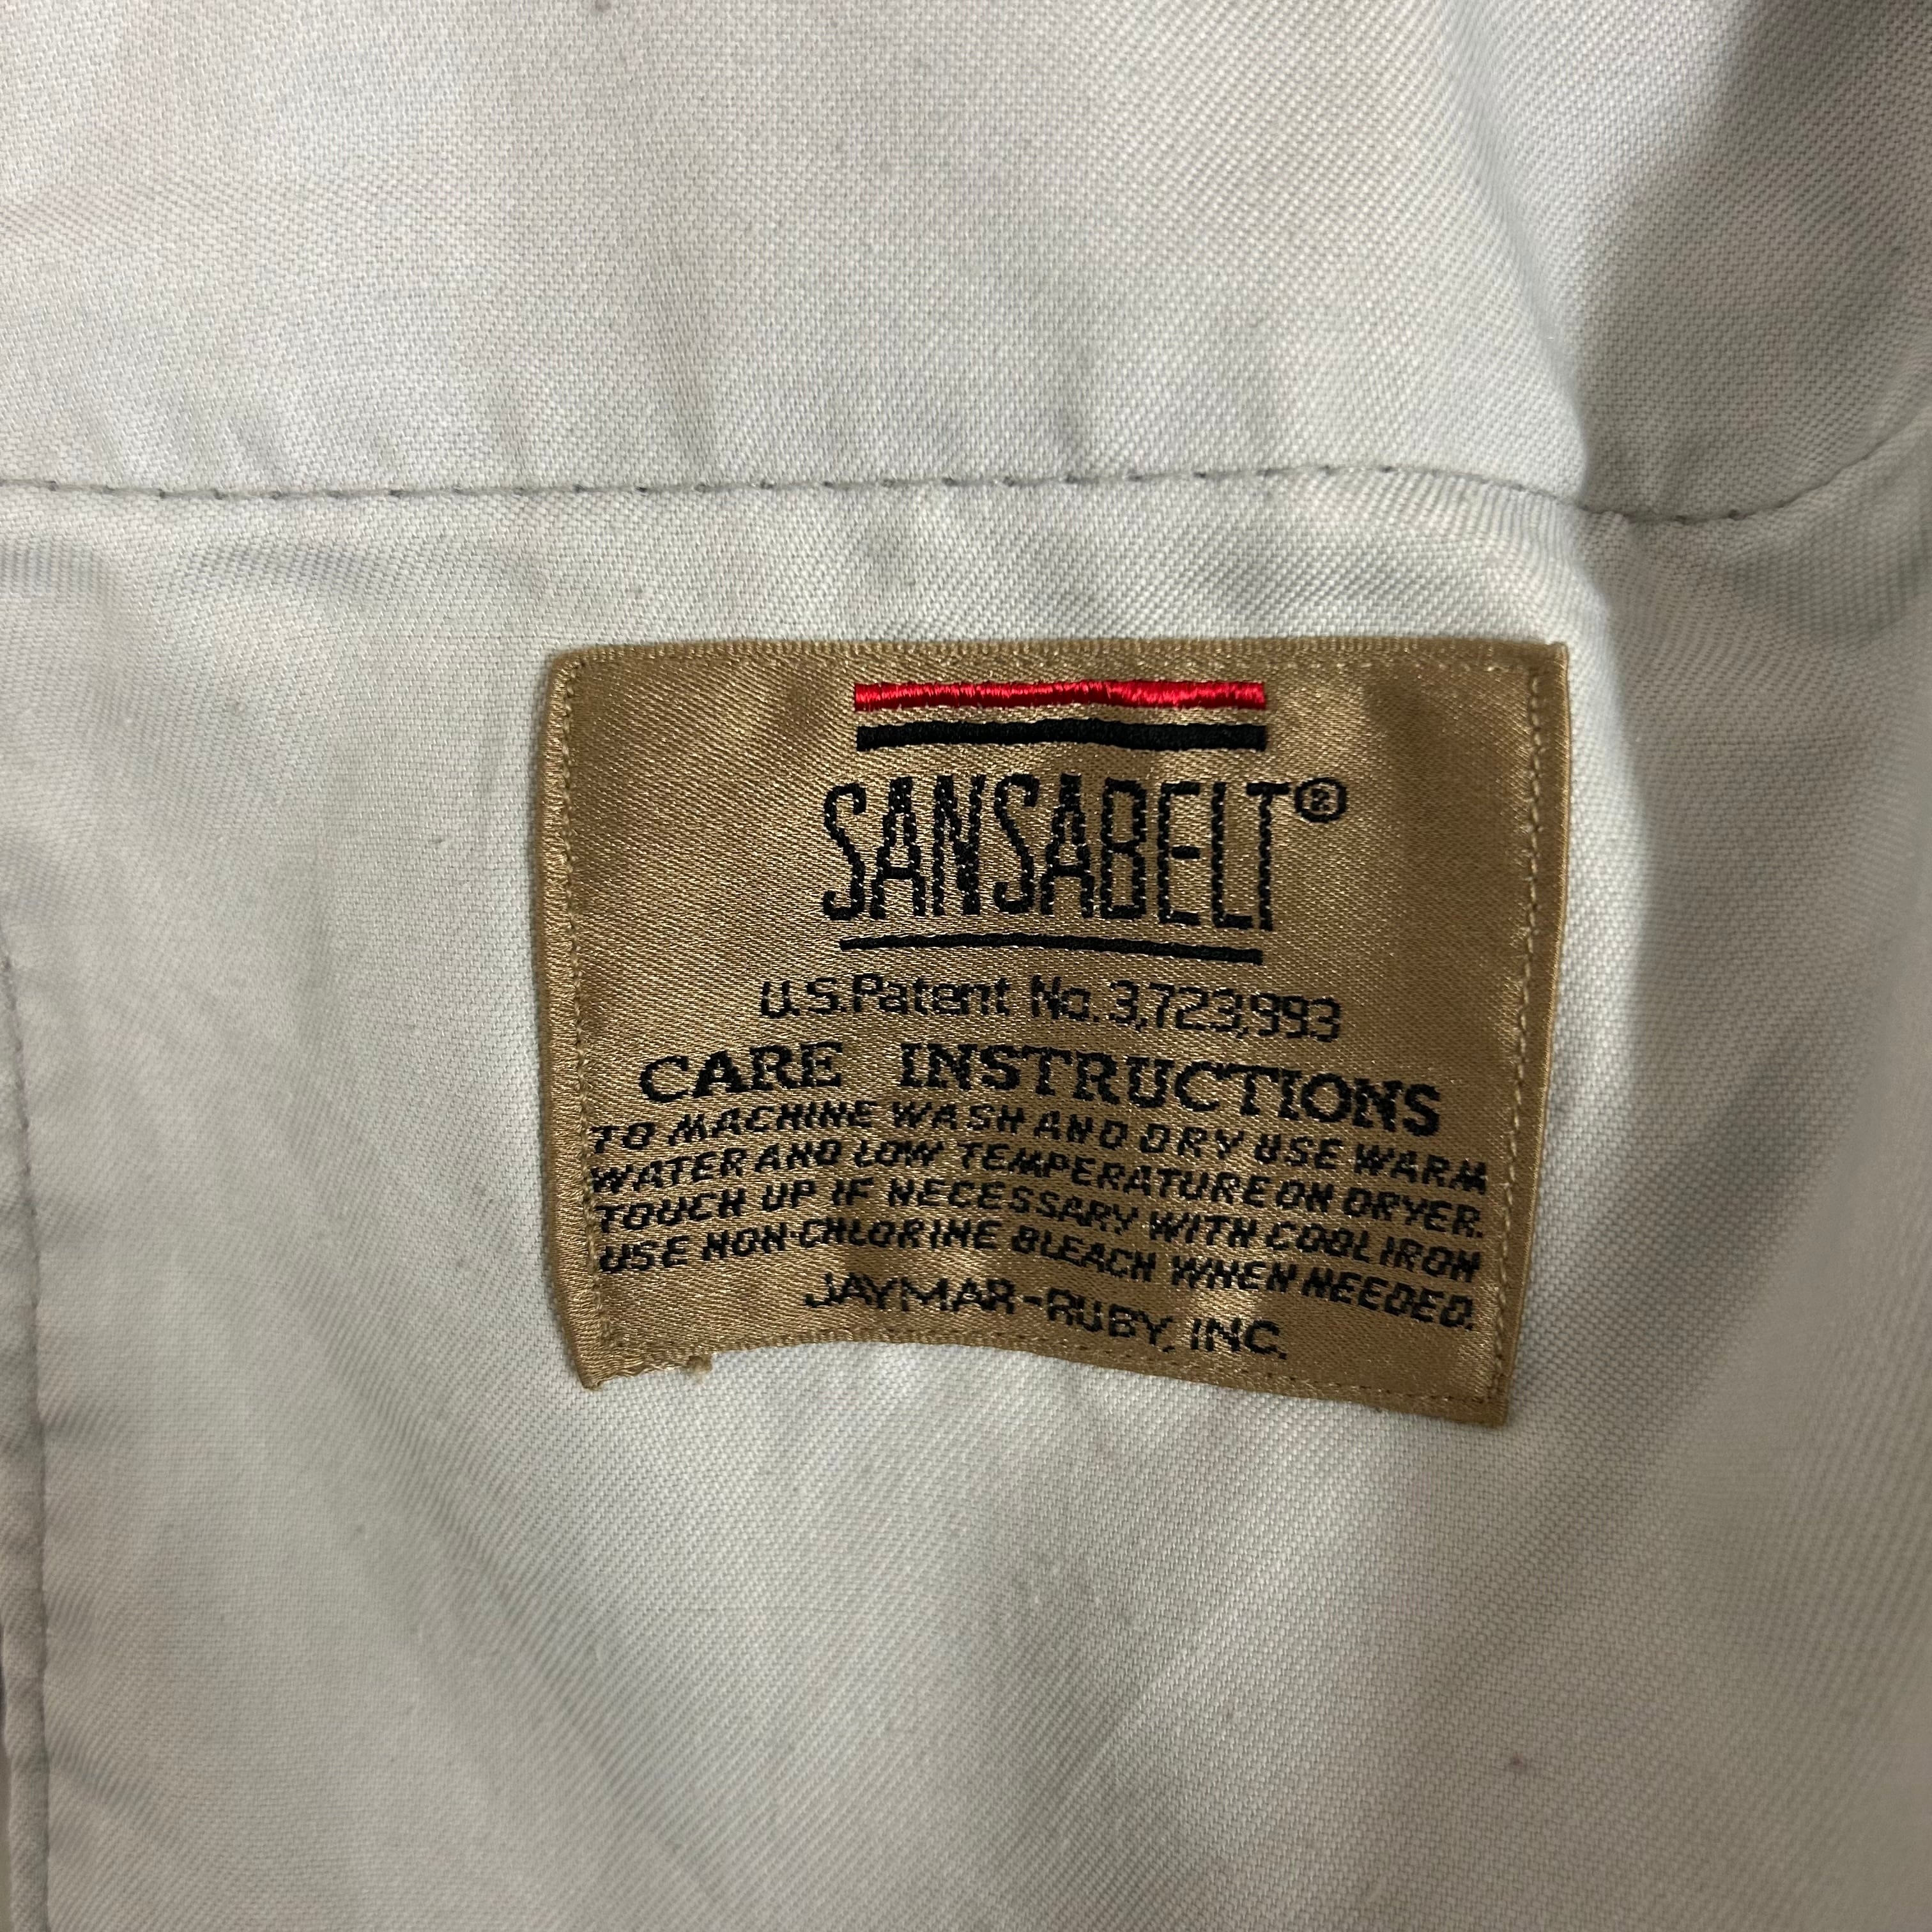 SANSABELT®
U.S. Patent No. 3,723,993
CARE INSTRUCTIONS
TO MACHINE WASH AND DRY USE WARM
WATER AND LOW TEMPERATURE ON DRYER.
TOUCH UP IF NECESSARY WITH COOL IRON
USE NON-CHLORINE BLEACH WHEN NEEDED.
JAYMAR-RUBY, INC.